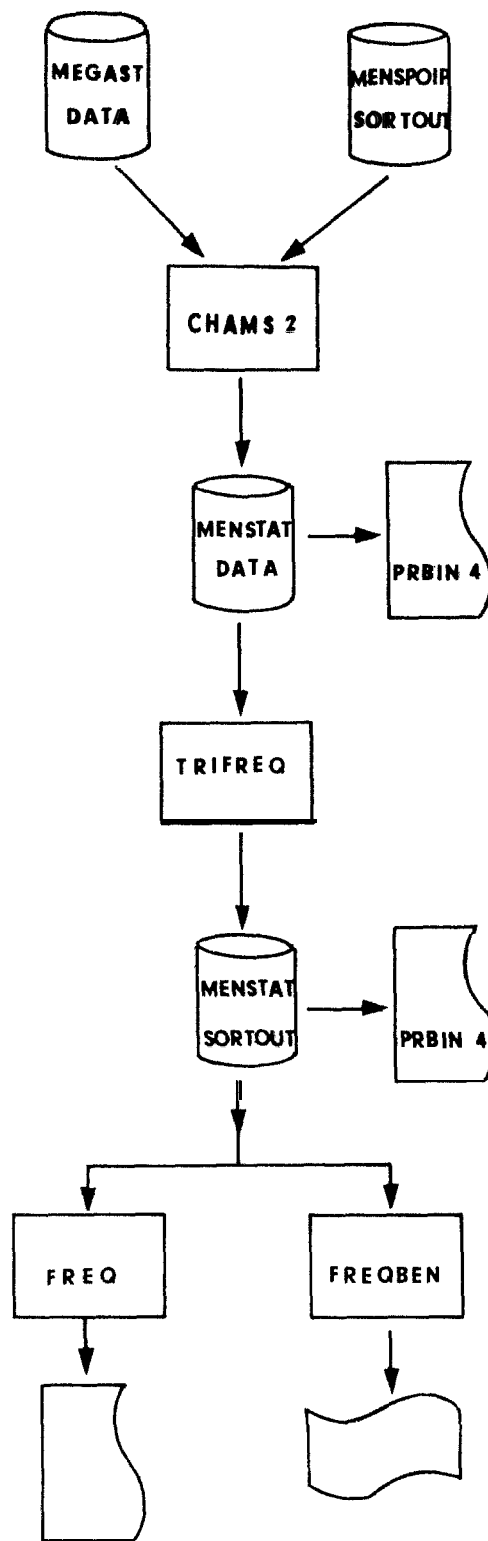 MEGAST
DATA
MENSPOIP
SORTOUT
CHAMS 2
MENSTAT
DATA
PRBIN 4
TRIFREQ
MENSTAT
SORTOUT
PRBIN 4
FREQ
FREQBEN